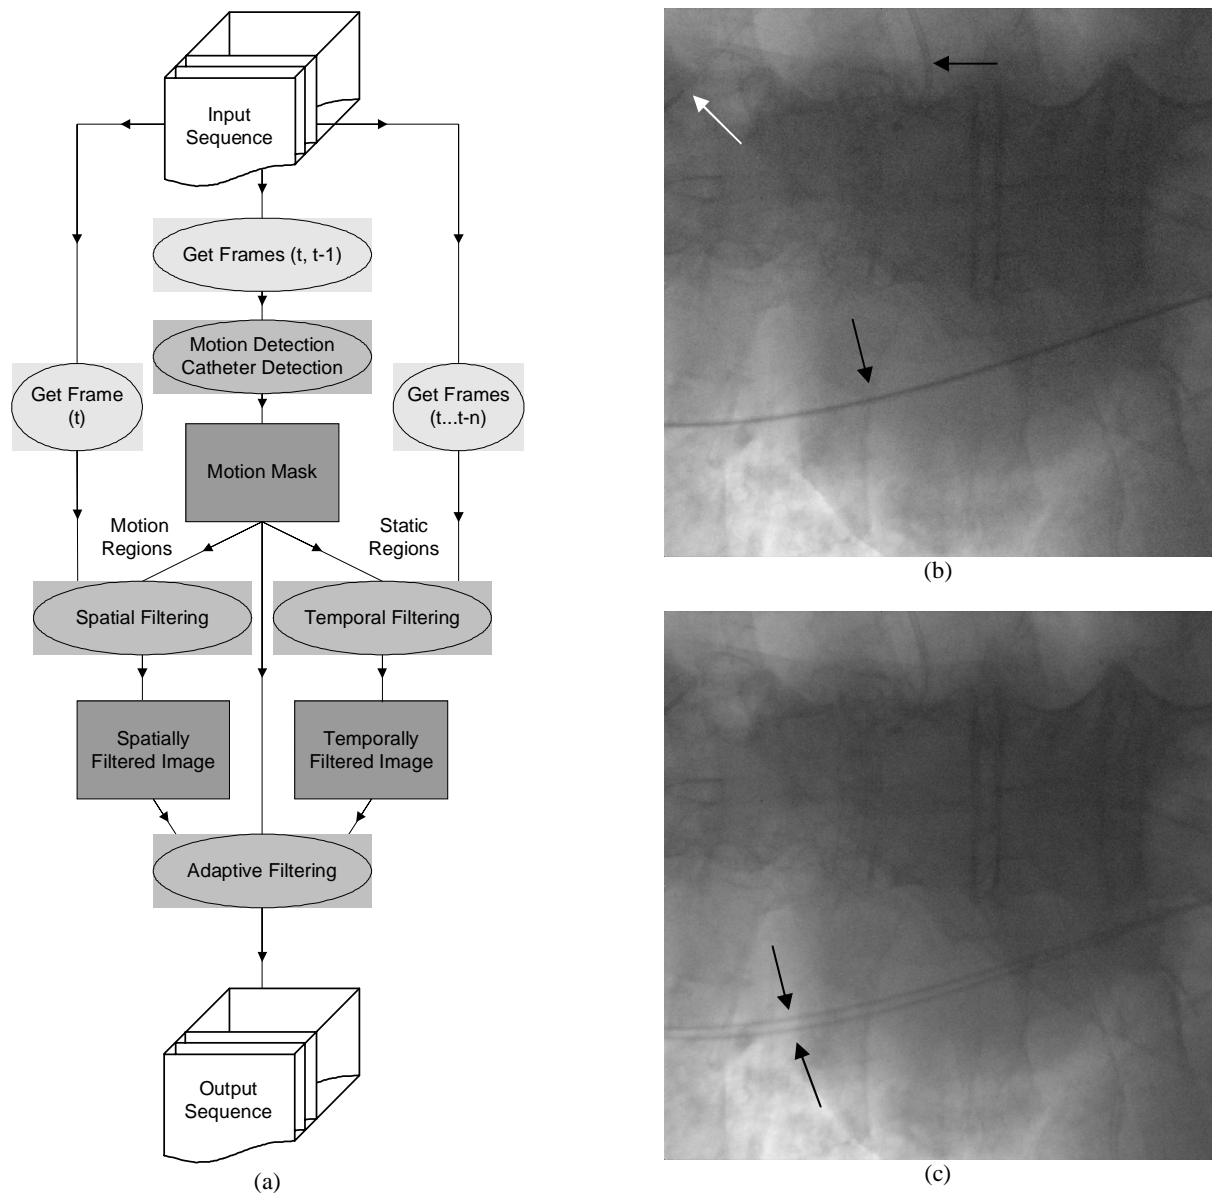 Input
Sequence
Get Frames (t, t-1)
Motion Detection
Catheter Detection
Get Frame
(t)
Get Frames
(t...t-n)
Motion Mask
Motion
Regions
Static
Regions
Spatial Filtering
Temporal Filtering
Spatially
Filtered Image
Temporally
Filtered Image
Adaptive Filtering
Output
Sequence
(a)
(b)
(c)